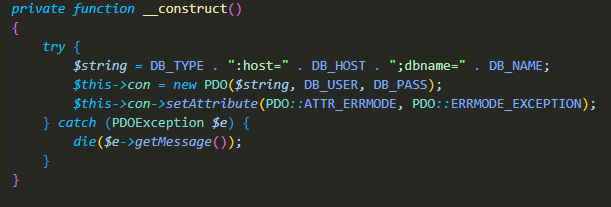 private function __construct()
{
    try {
        $string = DB_TYPE . ":host=" . DB_HOST . ";dbname=" . DB_NAME;
        $this->con = new PDO($string, DB_USER, DB_PASS);
        $this->con->setAttribute(PDO::ATTR_ERRMODE, PDO::ERRMODE_EXCEPTION);
    } catch (PDOException $e) {
        die($e->getMessage());
    }
}